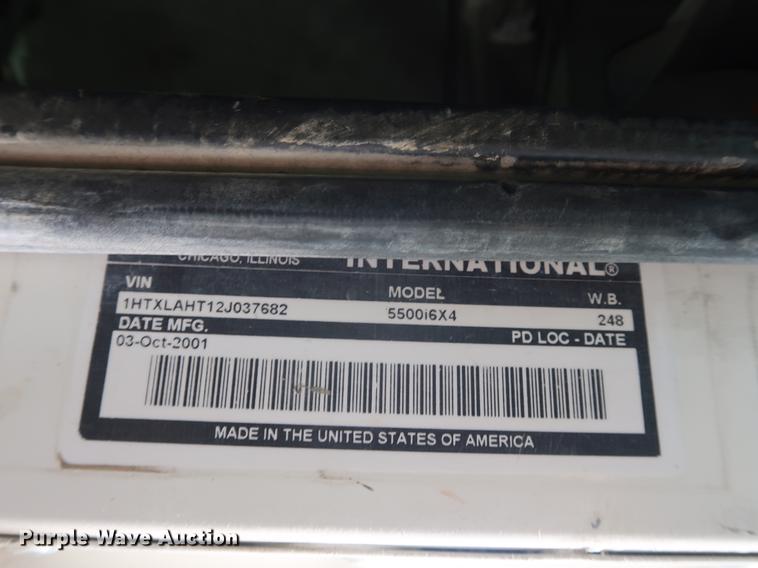 CHICAGO, ILLINOIS INTERNATIONAL®
VIN MODEL W.B.
1HTXLAHT12J037682 5500i6X4 248
DATE MFG. PD LOC - DATE
03-Oct-2001
MADE IN THE UNITED STATES OF AMERICA
Purple Wave Auction